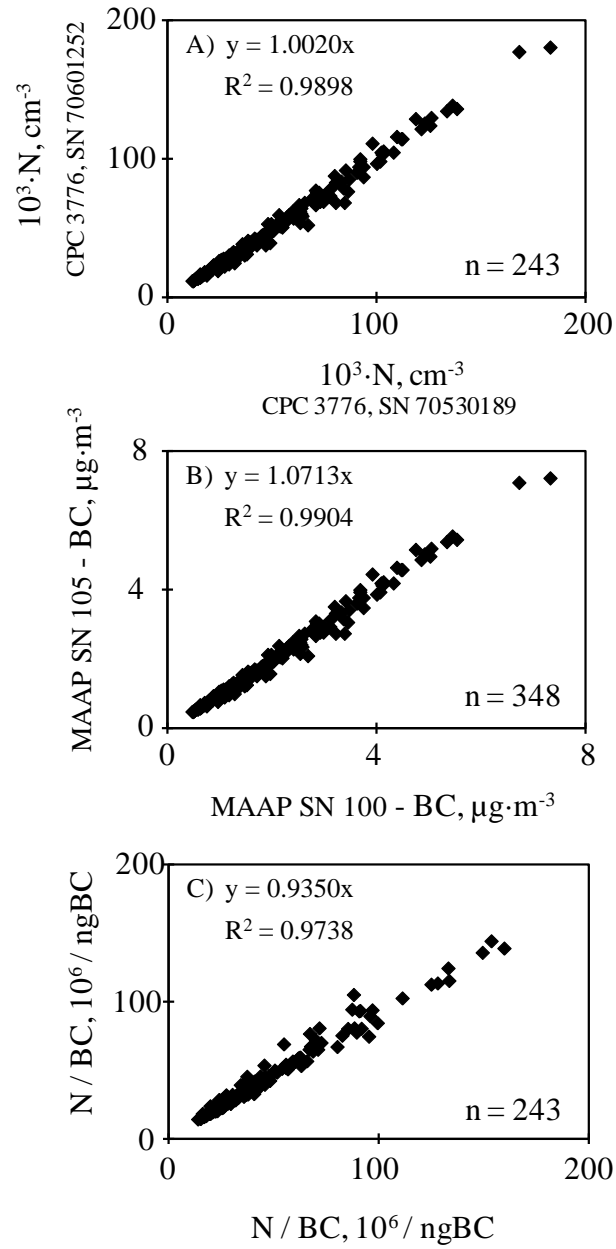 200
A) y = 1.0020x
R² = 0.9898
10³·N, cm⁻³
CPC 3776, SN 70601252
100
n = 243
0
0 100 200
10³·N, cm⁻³
CPC 3776, SN 70530189
8
B) y = 1.0713x
R² = 0.9904
MAAP SN 105 - BC, µg·m⁻³
4
n = 348
0
0 4 8
MAAP SN 100 - BC, µg·m⁻³
200
C) y = 0.9350x
R² = 0.9738
N / BC, 10⁶ / ngBC
100
n = 243
0
0 100 200
N / BC, 10⁶ / ngBC